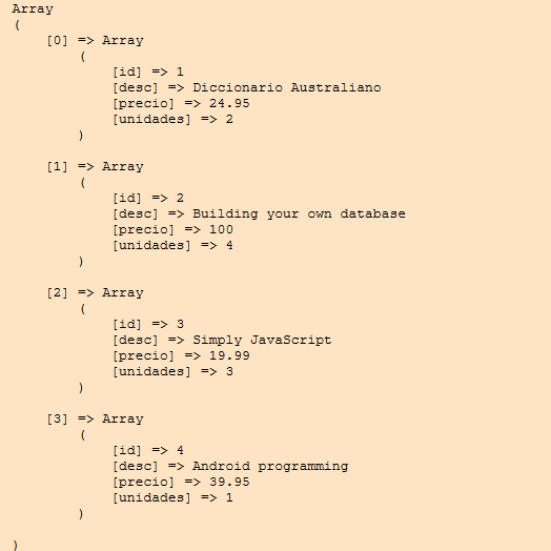 Array
(
[0] => Array
(
[id] => 1
[desc] => Diccionario Australiano
[precio] => 24.95
[unidades] => 2
)
[1] => Array
(
[id] => 2
[desc] => Building your own database
[precio] => 100
[unidades] => 4
)
[2] => Array
(
[id] => 3
[desc] => Simply JavaScript
[precio] => 19.99
[unidades] => 3
)
[3] => Array
(
[id] => 4
[desc] => Android programming
[precio] => 39.95
[unidades] => 1
)
)